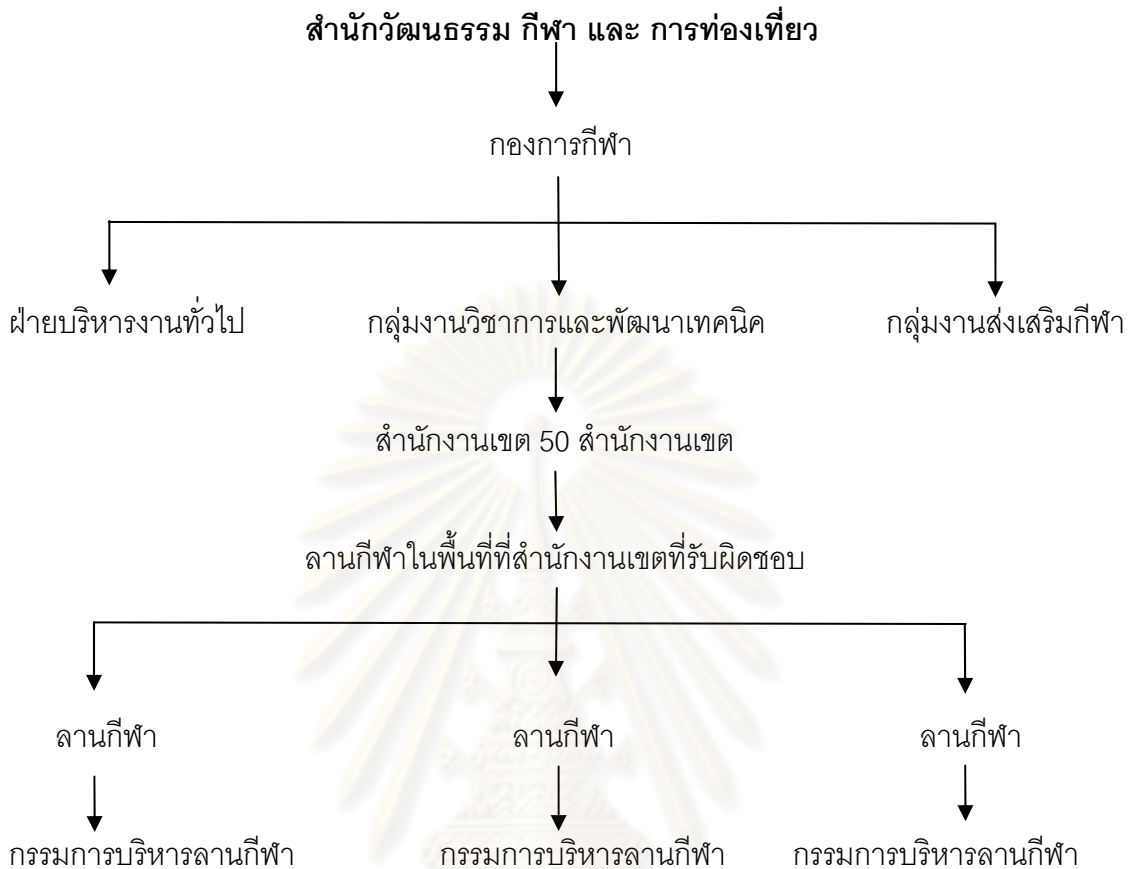 สำนักวัฒนธรรม กีฬา และ การท่องเที่ยว
กองการกีฬา
ฝ่ายบริหารงานทั่วไป กลุ่มงานวิชาการและพัฒนาเทคนิค กลุ่มงานส่งเสริมกีฬา
สำนักงานเขต 50 สำนักงานเขต
ลานกีฬาในพื้นที่ที่สำนักงานเขตที่รับผิดชอบ
ลานกีฬา ลานกีฬา ลานกีฬา
กรรมการบริหารลานกีฬา กรรมการบริหารลานกีฬา กรรมการบริหารลานกีฬา